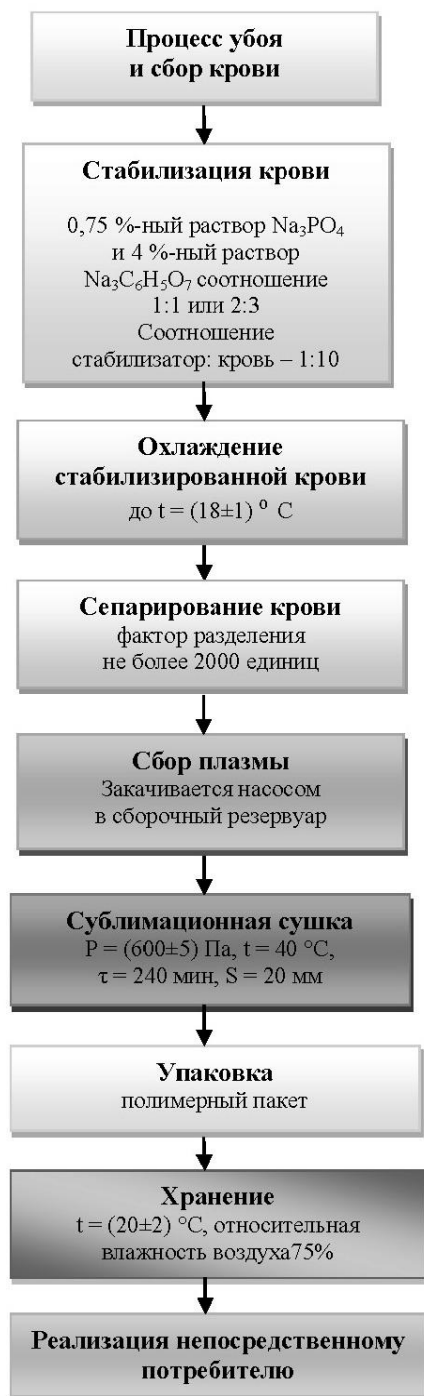 Процесс убоя
и сбор крови
Стабилизация крови
0,75 %-ный раствор Na₃PO₄
и 4 %-ный раствор
Na₃C₆H₅O₇ соотношение
1:1 или 2:3
Соотношение
стабилизатор: кровь – 1:10
Охлаждение
стабилизированной крови
до t = (18±1) ⁰ C
Сепарирование крови
фактор разделения
не более 2000 единиц
Сбор плазмы
Закачивается насосом
в сборочный резервуар
Сублимационная сушка
P = (600±5) Па, t = 40 °C,
τ = 240 мин, S = 20 мм
Упаковка
полимерный пакет
Хранение
t = (20±2) °C, относительная
влажность воздуха75%
Реализация непосредственному
потребителю